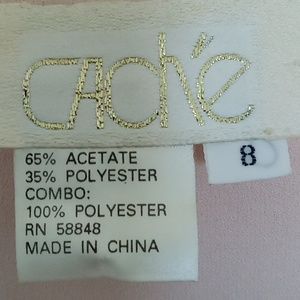 CAché
65% ACETATE
35% POLYESTER
COMBO:
100% POLYESTER
RN 58848
MADE IN CHINA
8